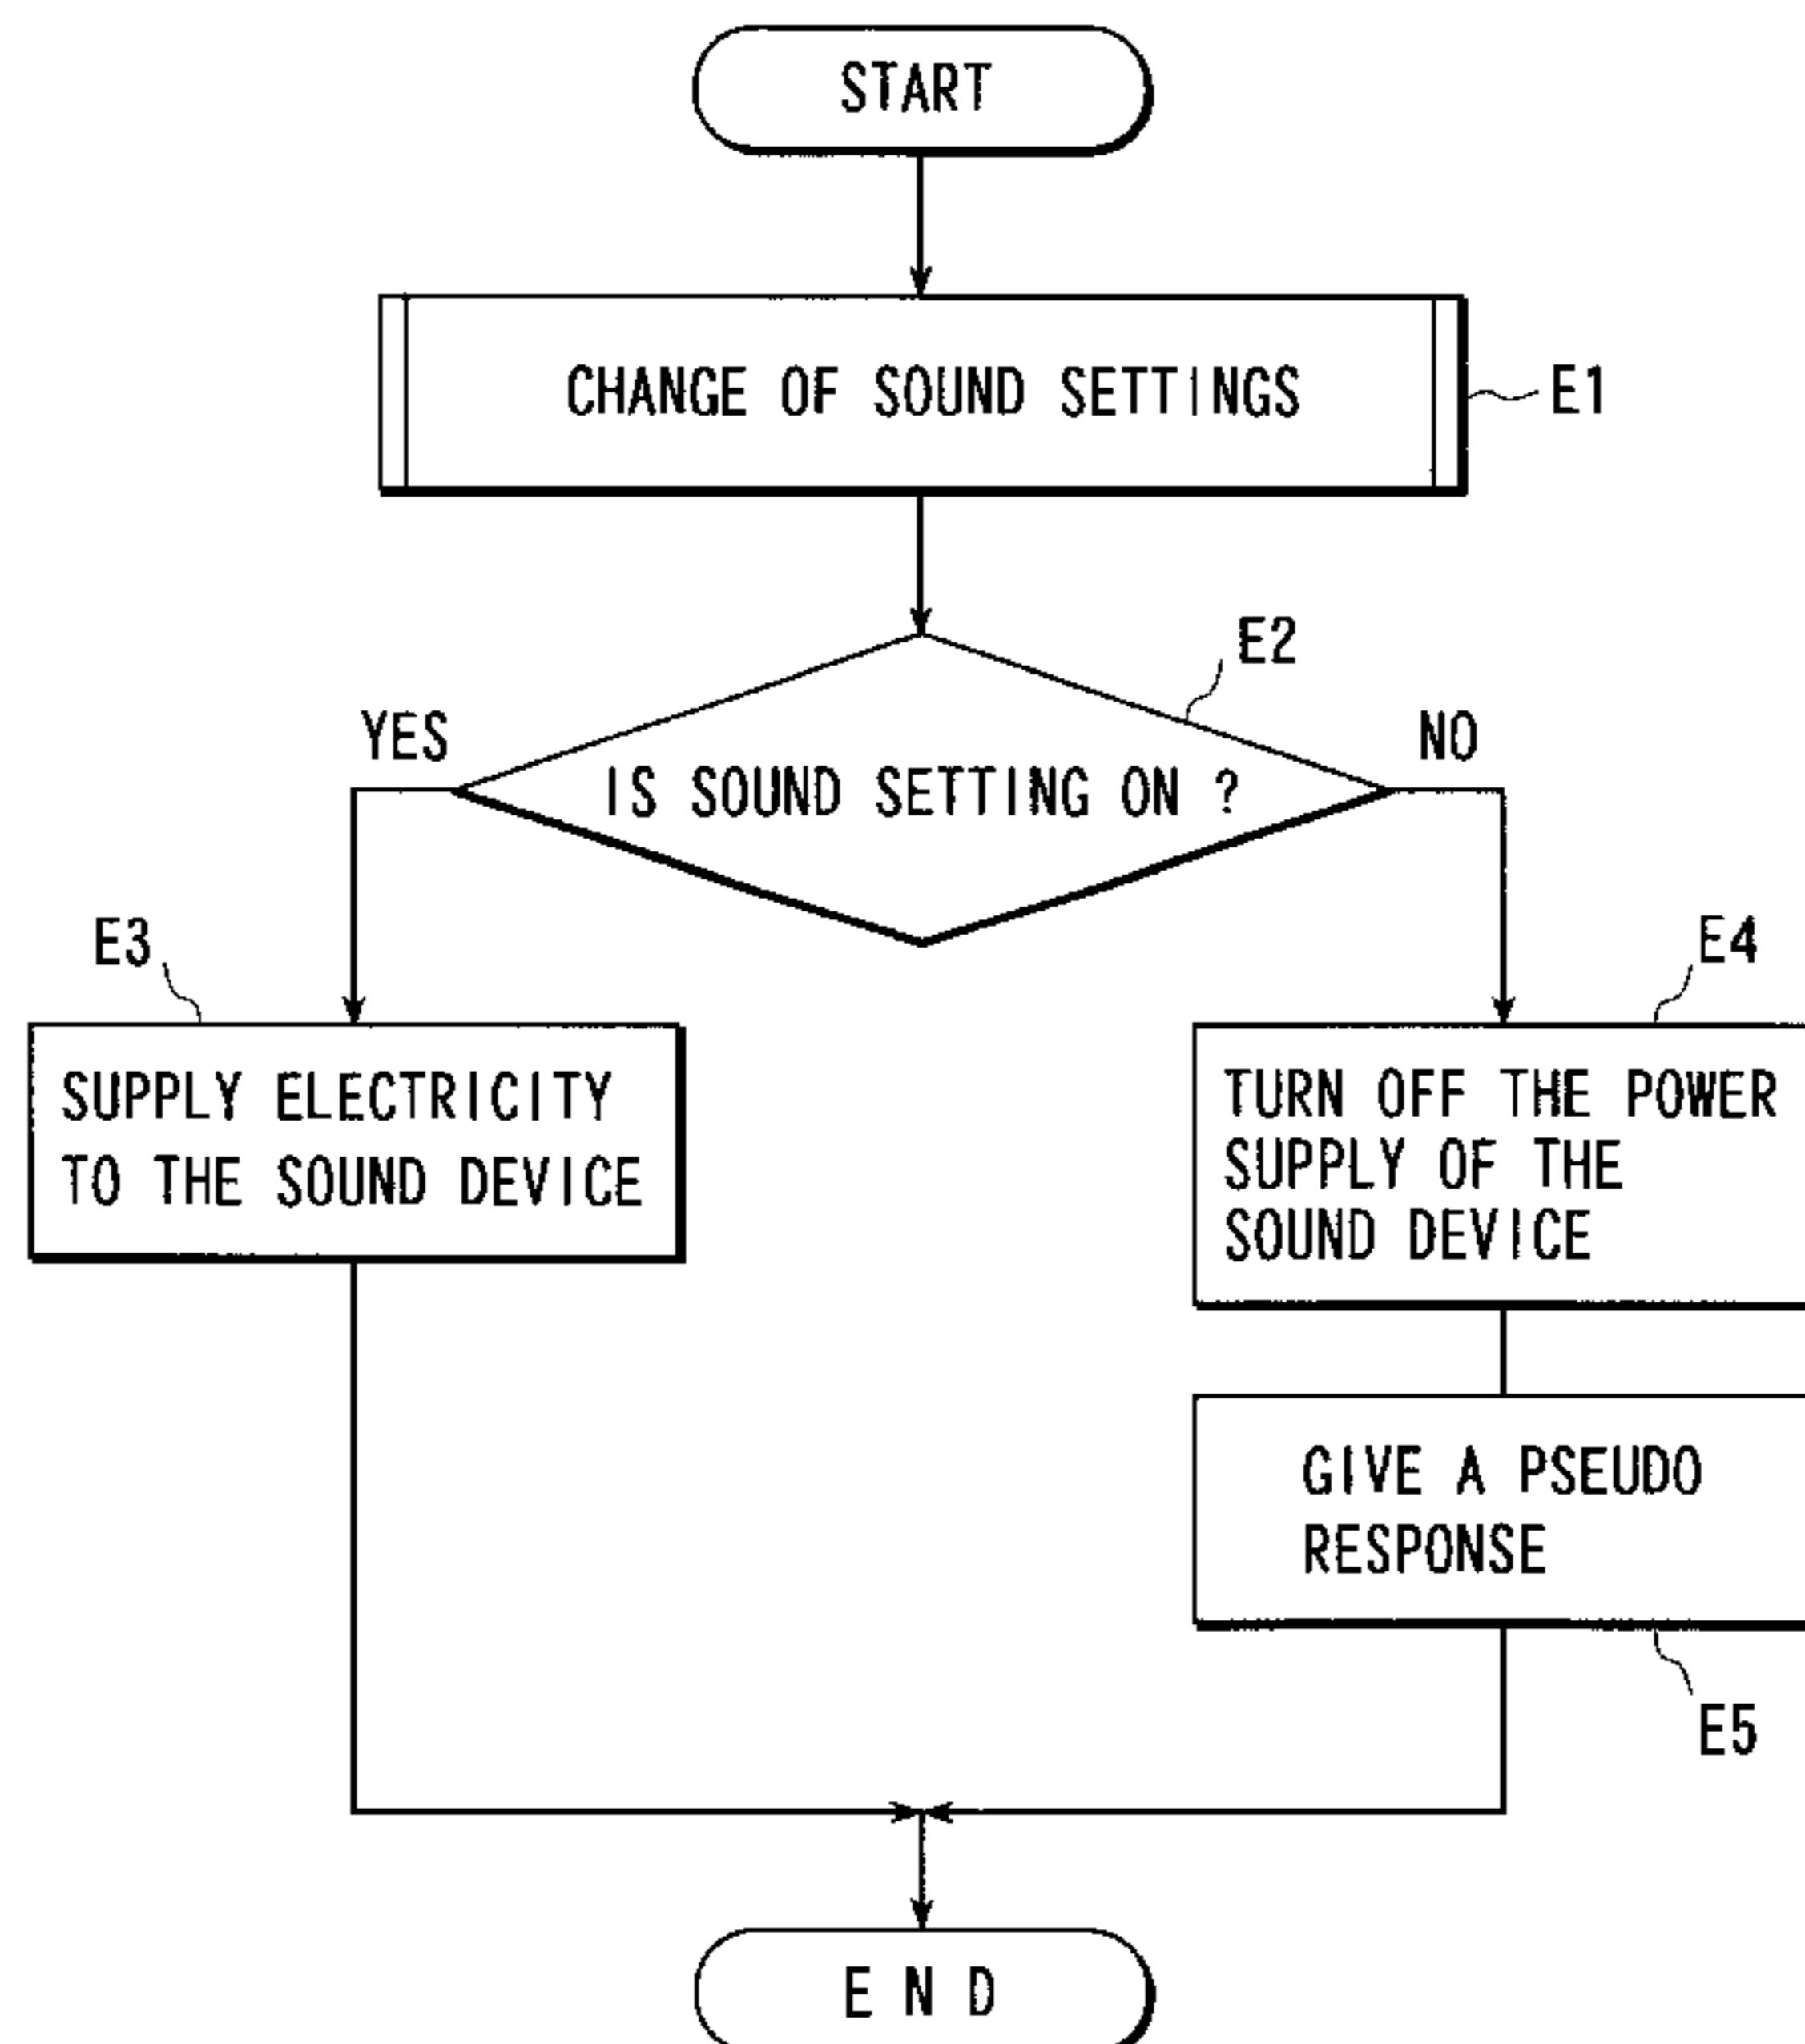 START
CHANGE OF SOUND SETTINGS
E1
E2
YES
NO
IS SOUND SETTING ON ?
E3
E4
SUPPLY ELECTRICITY
TO THE SOUND DEVICE
TURN OFF THE POWER
SUPPLY OF THE
SOUND DEVICE
GIVE A PSEUDO
RESPONSE
E5
END